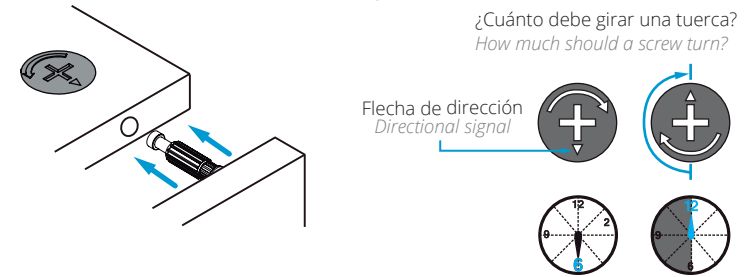 ¿Cuánto debe girar una tuerca?
How much should a screw turn?
Flecha de dirección
Directional signal
12
2
9
6
12
9
6